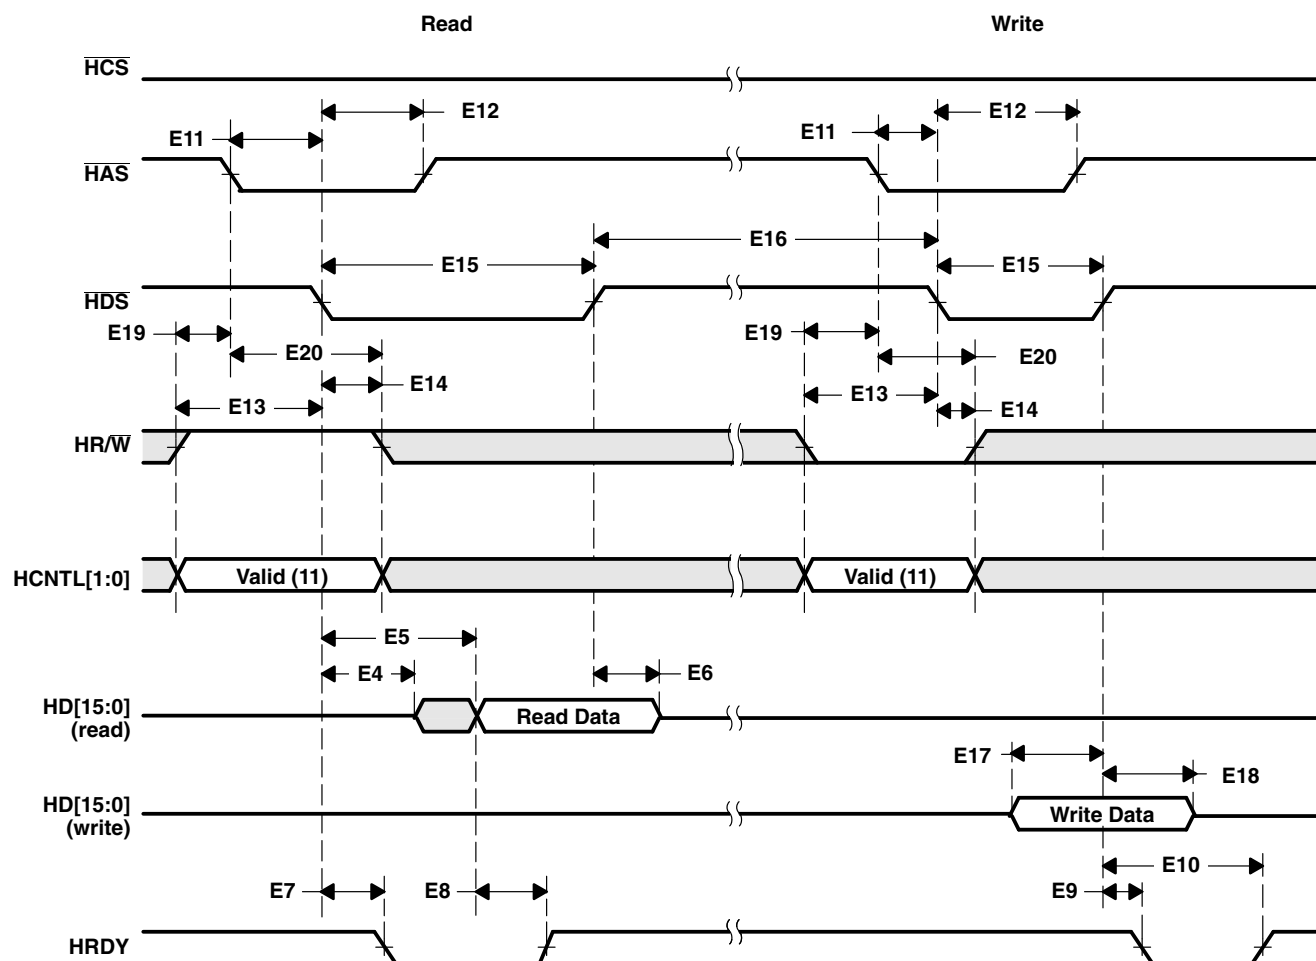 Read Write
HCS
E12 E12
E11 E11
HAS
E16
E15 E15
HDS
E19 E19
E20 E20
E14
E13 E13
E14
HR/W
HCNTL[1:0] Valid (11) Valid (11)
E5
E4 E6
HD[15:0]
(read)
Read Data
E17
E18
HD[15:0]
(write)
Write Data
E10
E7 E8 E9
HRDY